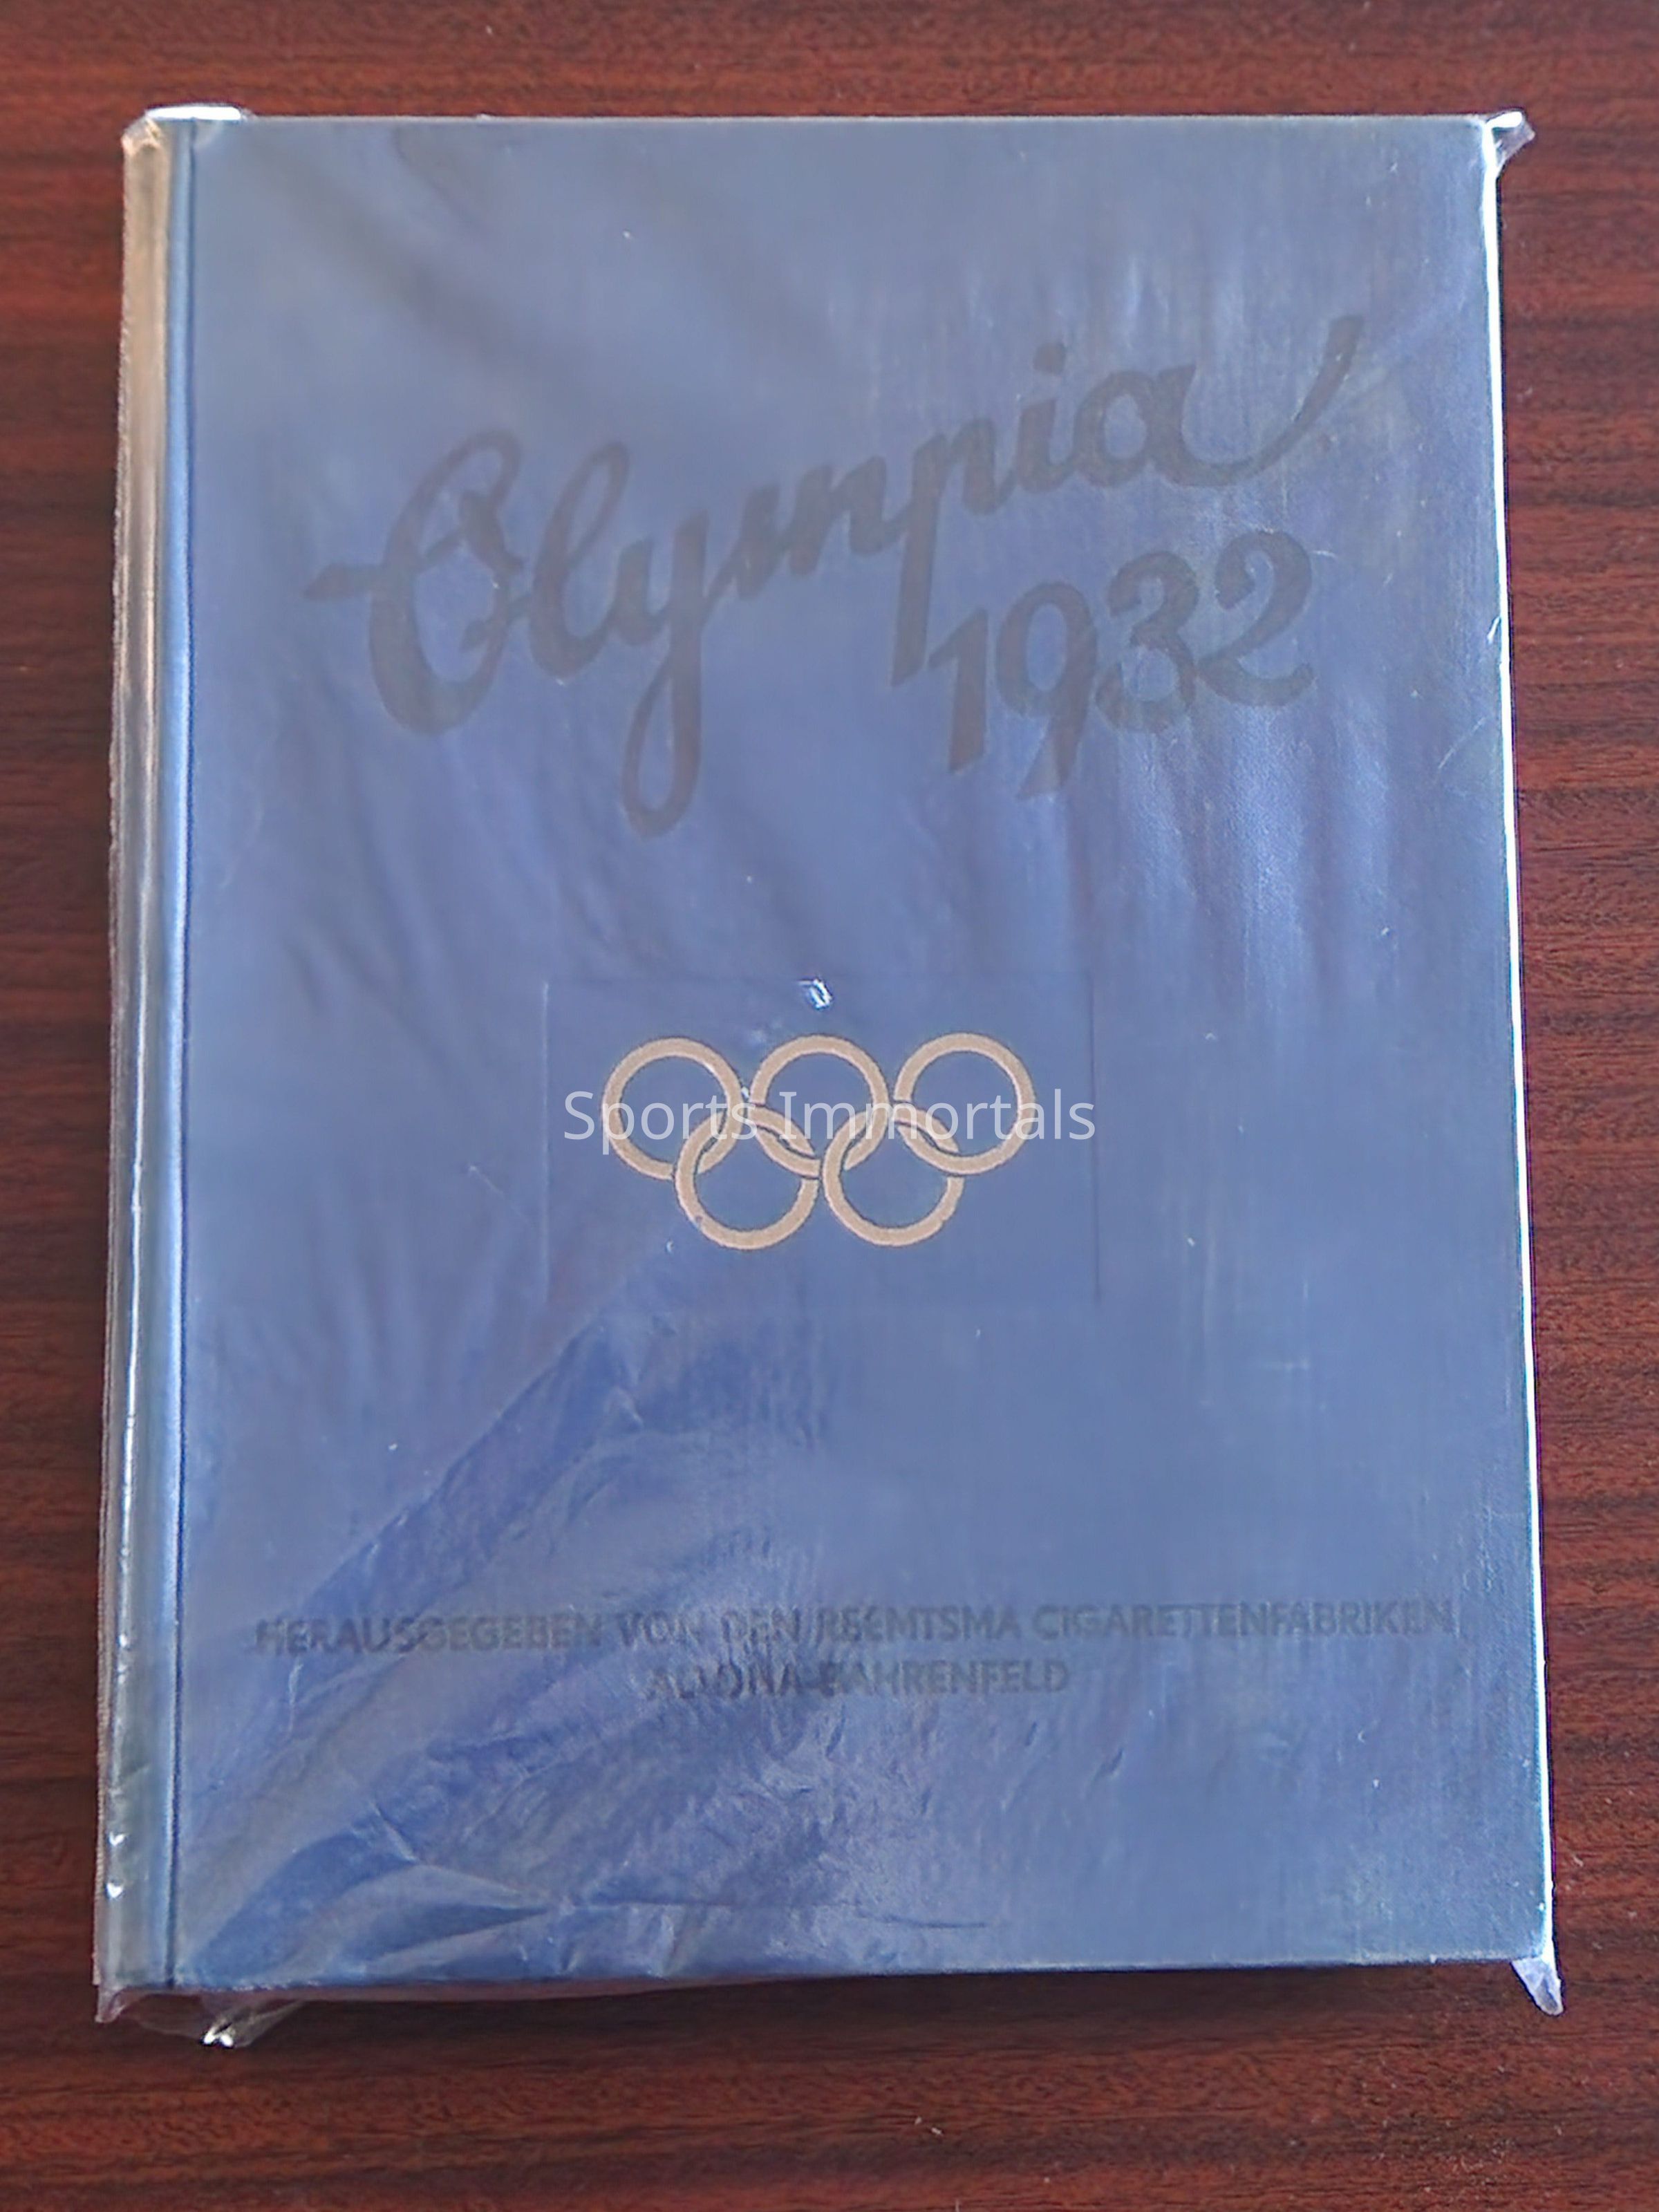 Olympia
1932
Sports Immortals
HERAUSGEGEBEN VON DEN REEMTSMA CIGARETTENFABRIKEN
ALTONA-BAHRENFELD